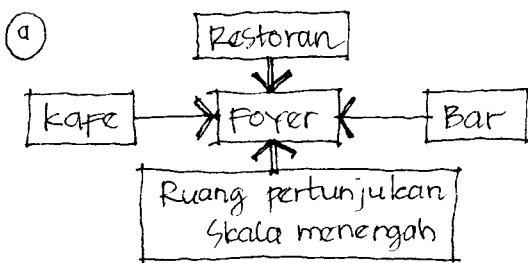 a
Restoran
Kafe
Foyer
Bar
Ruang pertunjukan
Skala menengah